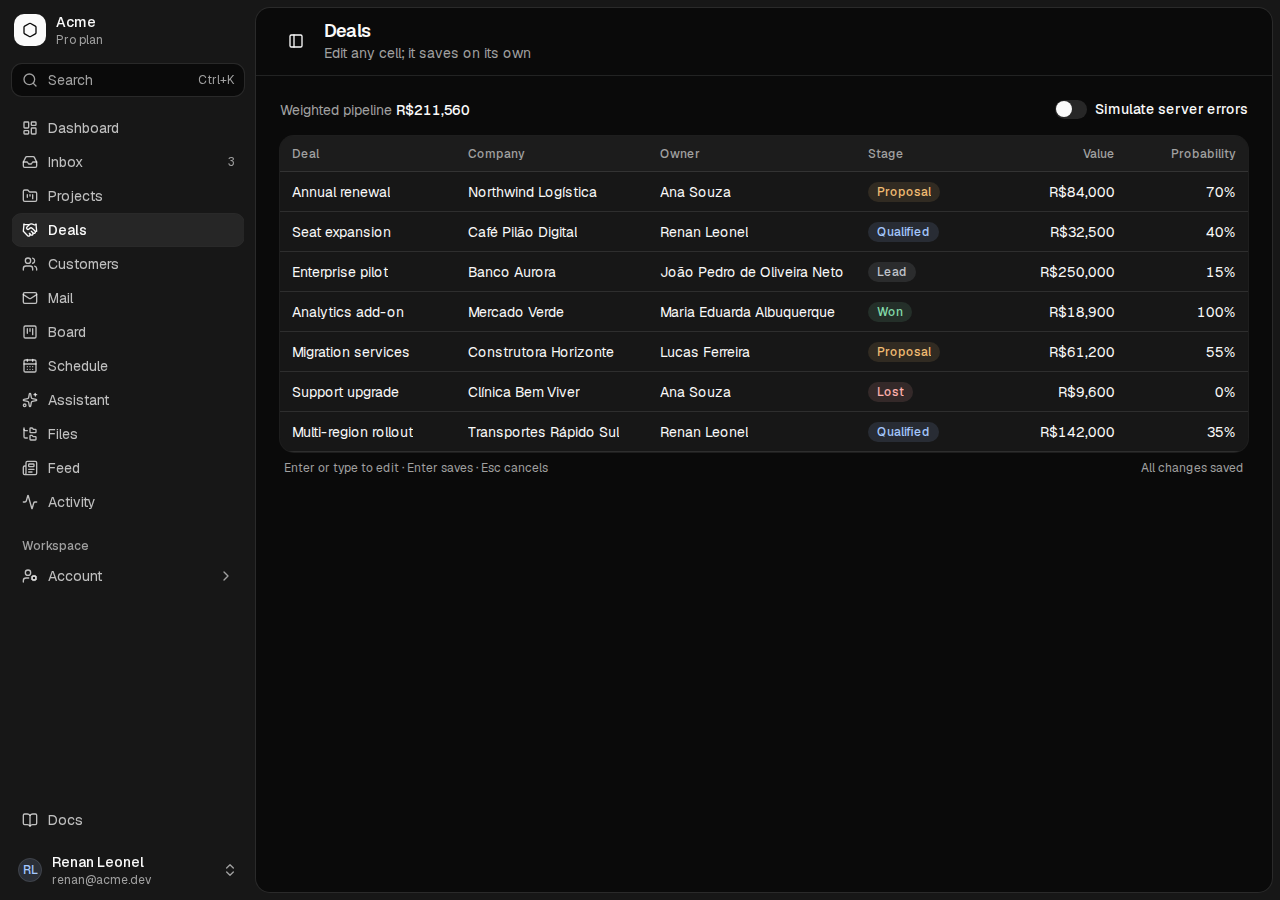 Acme
Pro plan
Search Ctrl+K
Dashboard
Inbox 3
Projects
Deals
Customers
Mail
Board
Schedule
Assistant
Files
Feed
Activity
Workspace
Account
Docs
RL
Renan Leonel
renan@acme.dev
Deals
Edit any cell; it saves on its own
Weighted pipeline R$211,560 Simulate server errors
Deal Company Owner Stage Value Probability
Annual renewal Northwind Logística Ana Souza Proposal R$84,000 70%
Seat expansion Café Pilão Digital Renan Leonel Qualified R$32,500 40%
Enterprise pilot Banco Aurora João Pedro de Oliveira Neto Lead R$250,000 15%
Analytics add-on Mercado Verde Maria Eduarda Albuquerque Won R$18,900 100%
Migration services Construtora Horizonte Lucas Ferreira Proposal R$61,200 55%
Support upgrade Clínica Bem Viver Ana Souza Lost R$9,600 0%
Multi-region rollout Transportes Rápido Sul Renan Leonel Qualified R$142,000 35%
Enter or type to edit · Enter saves · Esc cancels All changes saved